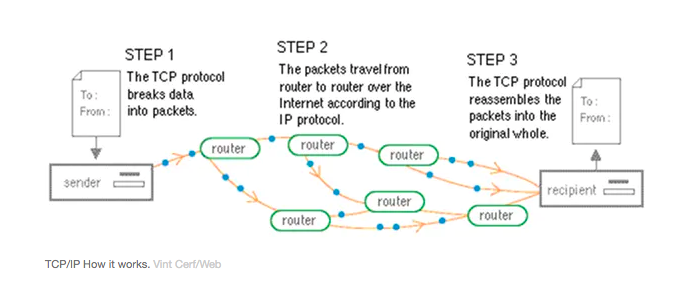 STEP 1
The TCP protocol
breaks data
into packets.
STEP 2
The packets travel from
router to router over the
Internet according to the
IP protocol.
STEP 3
The TCP protocol
reassembles the
packets into the
original whole.
To :
From :
To :
From :
sender
router
router
router
router
router
router
recipient
TCP/IP How it works. Vint Cerf/Web